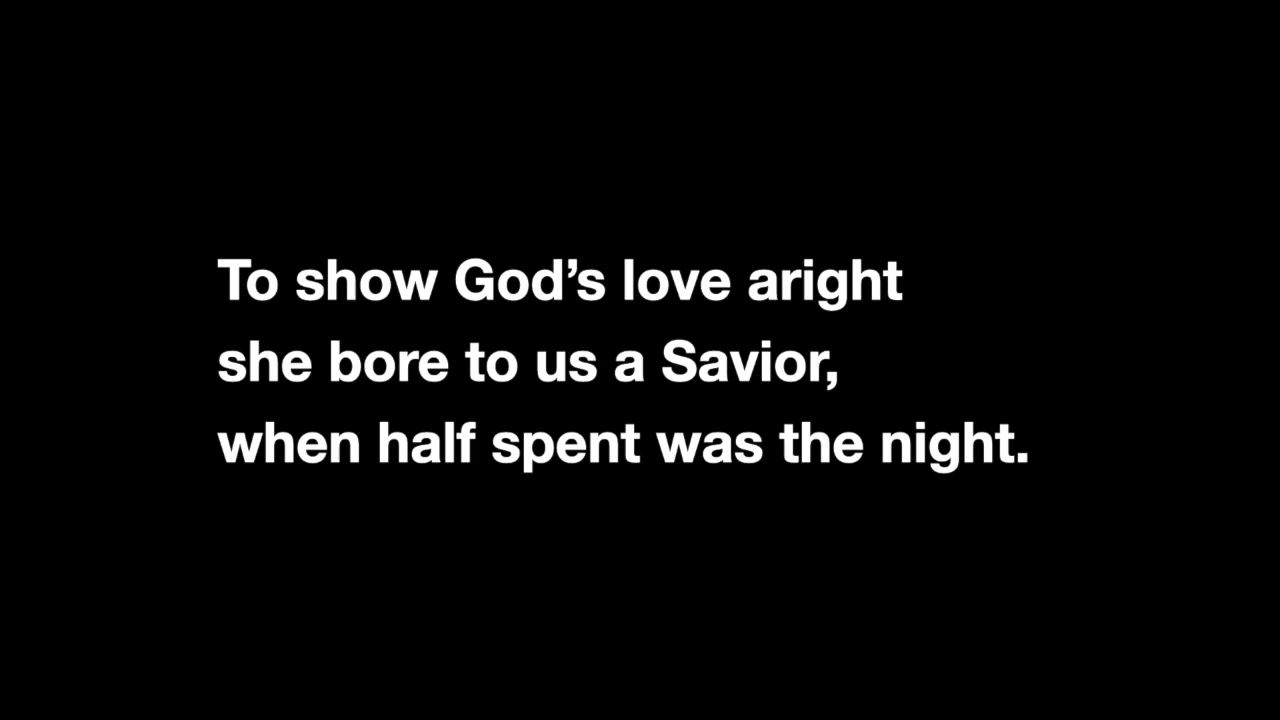 To show God’s love aright
she bore to us a Savior,
when half spent was the night.